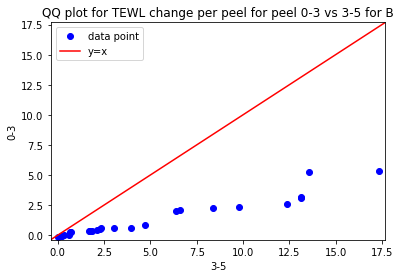 QQ plot for TEWL change per peel for peel 0-3 vs 3-5 for B
data point
y=x
17.5
15.0
12.5
10.0
7.5
5.0
2.5
0.0
0-3
0.0 2.5 5.0 7.5 10.0 12.5 15.0 17.5
3-5